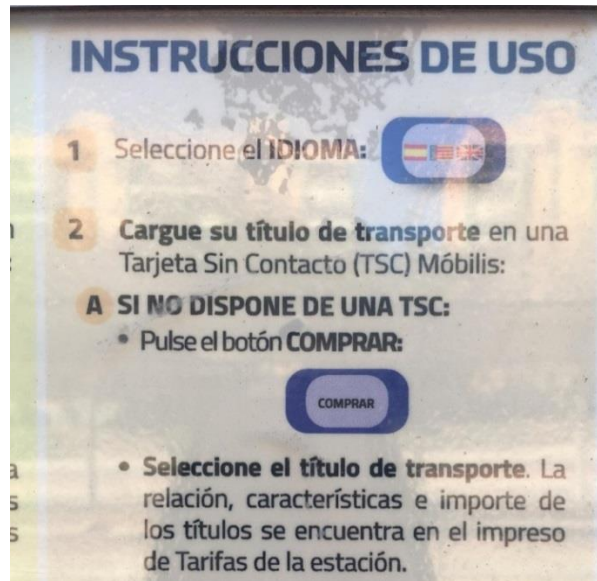 INSTRUCCIONES DE USO
1 Seleccione el IDIOMA:
2 Cargue su título de transporte en una
Tarjeta Sin Contacto (TSC) Móbilis:
A SI NO DISPONE DE UNA TSC:
• Pulse el botón COMPRAR:
COMPRAR
• Seleccione el título de transporte. La
relación, características e importe de
los títulos se encuentra en el impreso
de Tarifas de la estación.